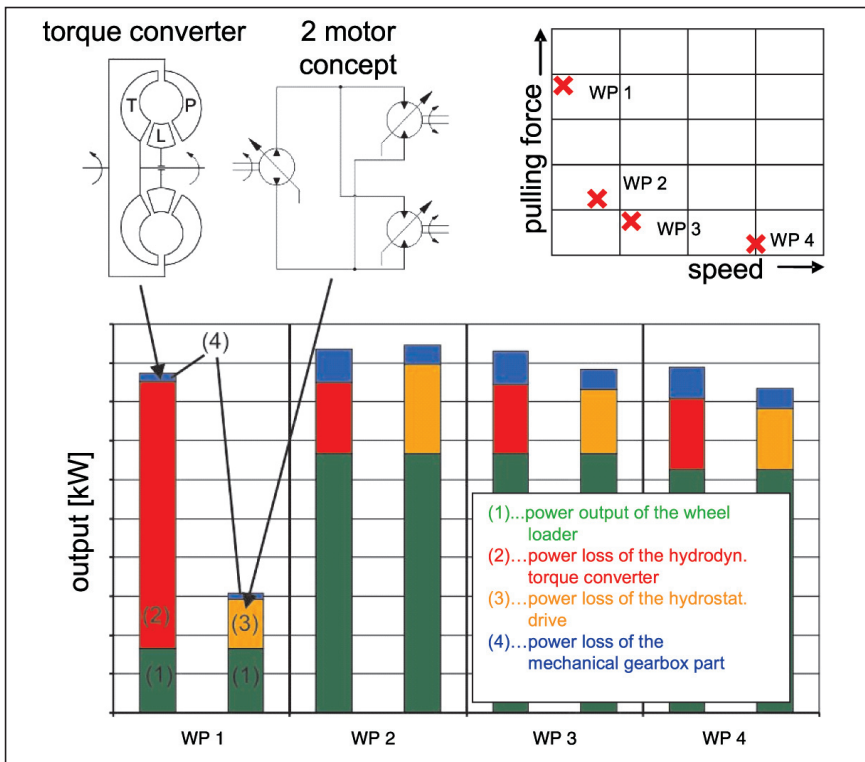 torque converter
2 motor
concept
T
P
L
pulling force
WP 1
WP 2
WP 3
WP 4
speed
output [kW]
(4)
(2)
(3)
(1)
(1)
(1)...power output of the wheel
loader
(2)...power loss of the hydrodyn.
torque converter
(3)...power loss of the hydrostat.
drive
(4)...power loss of the
mechanical gearbox part
WP 1
WP 2
WP 3
WP 4